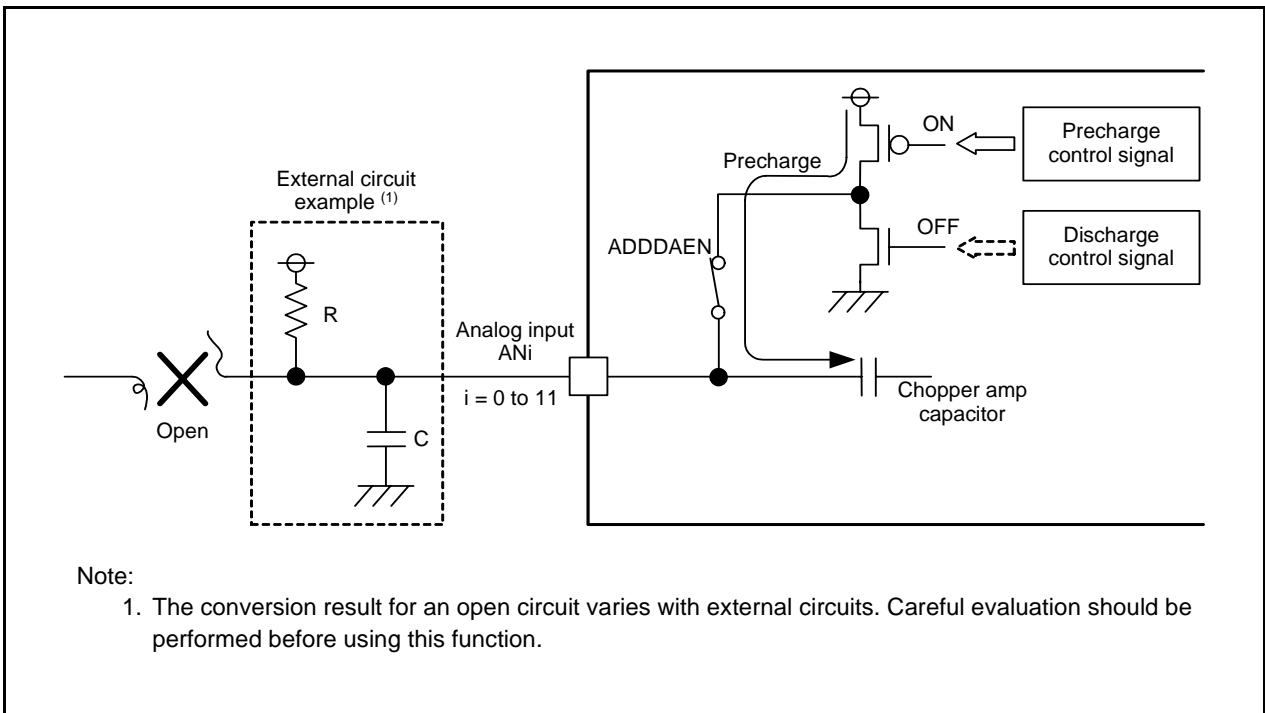 ON
Precharge
control signal
Precharge
External circuit
example (1)
OFF
Discharge
control signal
ADDDAEN
R
Analog input
ANi
i = 0 to 11
Chopper amp
capacitor
Open
C
Note:
1. The conversion result for an open circuit varies with external circuits. Careful evaluation should be
performed before using this function.